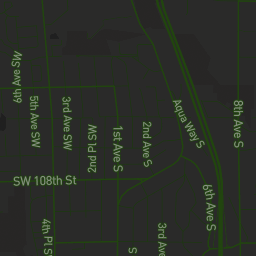 6th Ave SW
5th Ave SW
3rd Ave SW
2nd Pl SW
1st Ave S
2nd Ave S
Aqua Way S
8th Ave S
SW 108th St
6th Ave S
4th Pl S
S
3rd Ave